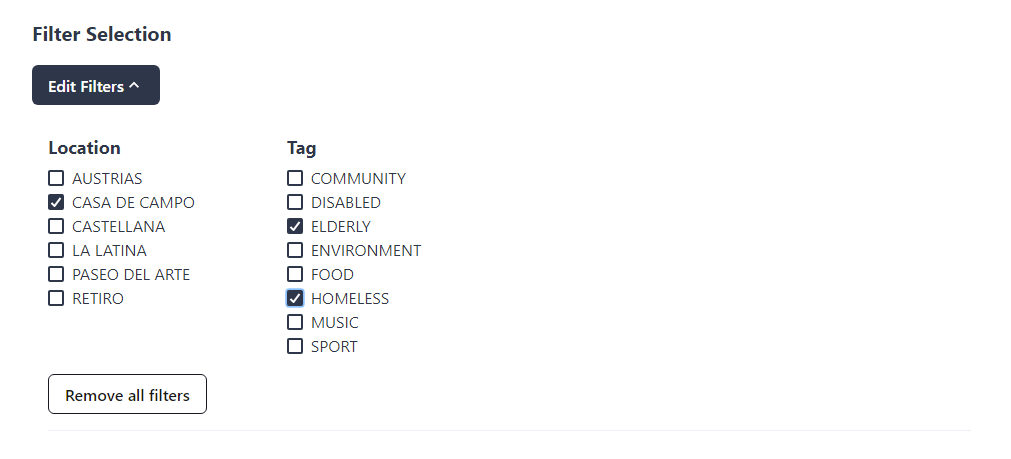 Filter Selection
Edit Filters
Location
AUSTRIAS
CASA DE CAMPO
CASTELLANA
LA LATINA
PASEO DEL ARTE
RETIRO
Tag
COMMUNITY
DISABLED
ELDERLY
ENVIRONMENT
FOOD
HOMELESS
MUSIC
SPORT
Remove all filters